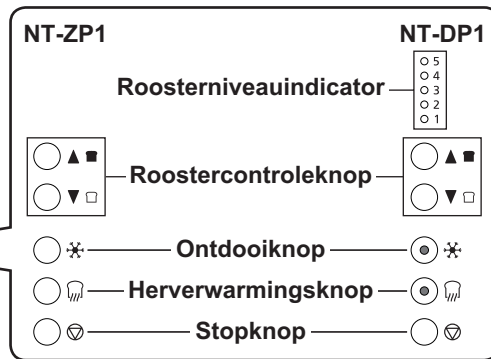 NT-ZP1 NT-DP1
Roosterniveauindicator
5
4
3
2
1
Roostercontroleknop
Ontdooiknop
Herverwarmingsknop
Stopknop